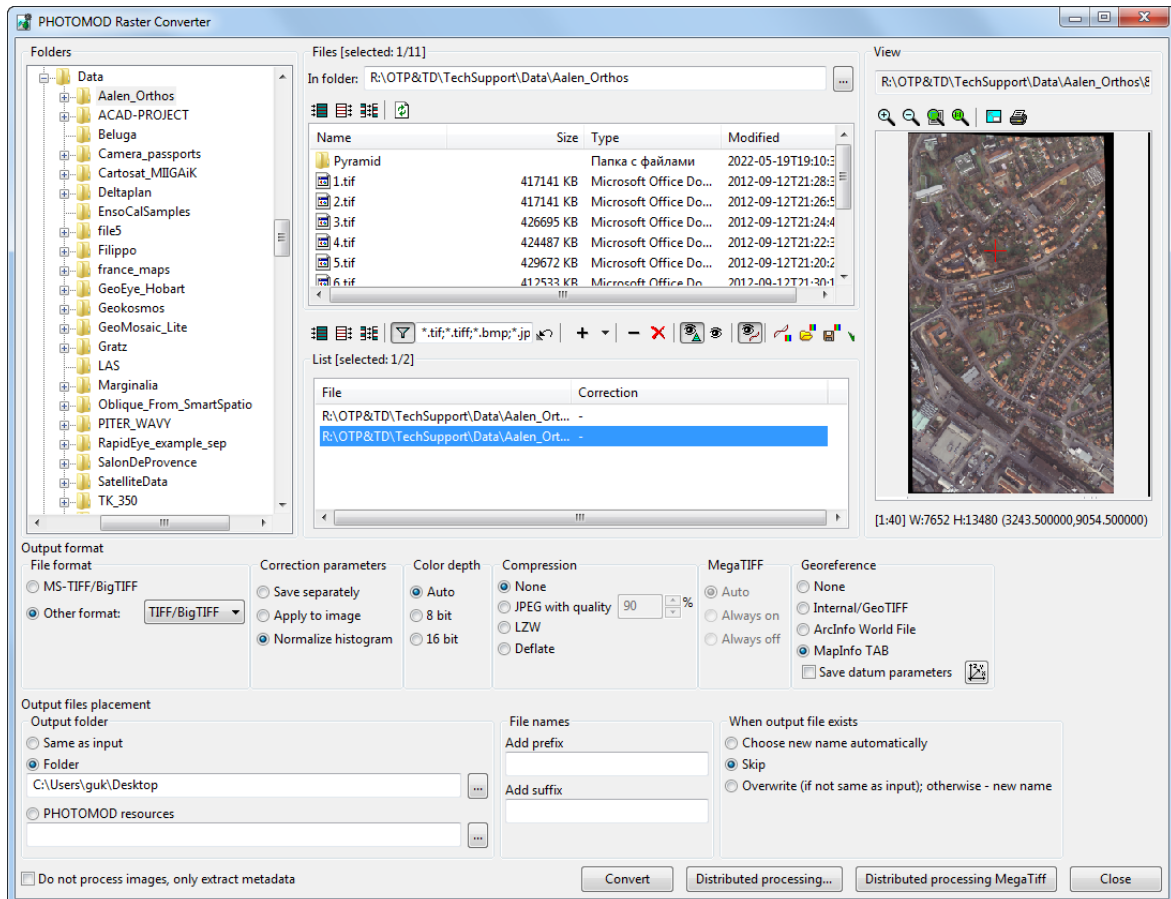 PHOTOMOD Raster Converter
Folders
Data
Aalen_Orthos
ACAD-PROJECT
Beluga
Camera_passports
Cartosat_MIIGAiK
Deltaplan
EnsoCalSamples
file5
Filippo
france_maps
GeoEye_Hobart
Geokosmos
GeoMosaic_Lite
Gratz
LAS
Marginalia
Oblique_From_SmartSpatio
PITER_WAVY
RapidEye_example_sep
SalonDeProvence
SatelliteData
TK_350
Files [selected: 1/11]
In folder: R:\OTP&TD\TechSupport\Data\Aalen_Orthos ...
Name Size Type Modified
Pyramid Папка с файлами 2022-05-19T19:10:3
1.tif 417141 KB Microsoft Office Do... 2012-09-12T21:28:3
2.tif 417141 KB Microsoft Office Do... 2012-09-12T21:26:5
3.tif 426695 KB Microsoft Office Do... 2012-09-12T21:24:4
4.tif 424487 KB Microsoft Office Do... 2012-09-12T21:22:3
5.tif 429672 KB Microsoft Office Do... 2012-09-12T21:20:2
6.tif 412533 KB Microsoft Office Do... 2012-09-12T21:30:1
*.tif;*.tiff;*.bmp;*.jp
List [selected: 1/2]
File Correction
R:\OTP&TD\TechSupport\Data\Aalen_Ort... -
R:\OTP&TD\TechSupport\Data\Aalen_Ort... -
View
R:\OTP&TD\TechSupport\Data\Aalen_Orthos\8
[1:40] W:7652 H:13480 (3243.500000,9054.500000)
Output format
File format
MS-TIFF/BigTIFF
Other format: TIFF/BigTIFF
Correction parameters
Save separately
Apply to image
Normalize histogram
Color depth
Auto
8 bit
16 bit
Compression
None
JPEG with quality 90 %
LZW
Deflate
MegaTIFF
Auto
Always on
Always off
Georeference
None
Internal/GeoTIFF
ArcInfo World File
MapInfo TAB
Save datum parameters
Output files placement
Output folder
Same as input
Folder
C:\Users\guk\Desktop ...
PHOTOMOD resources
...
File names
Add prefix
Add suffix
When output file exists
Choose new name automatically
Skip
Overwrite (if not same as input); otherwise - new name
Do not process images, only extract metadata
Convert
Distributed processing...
Distributed processing MegaTiff
Close